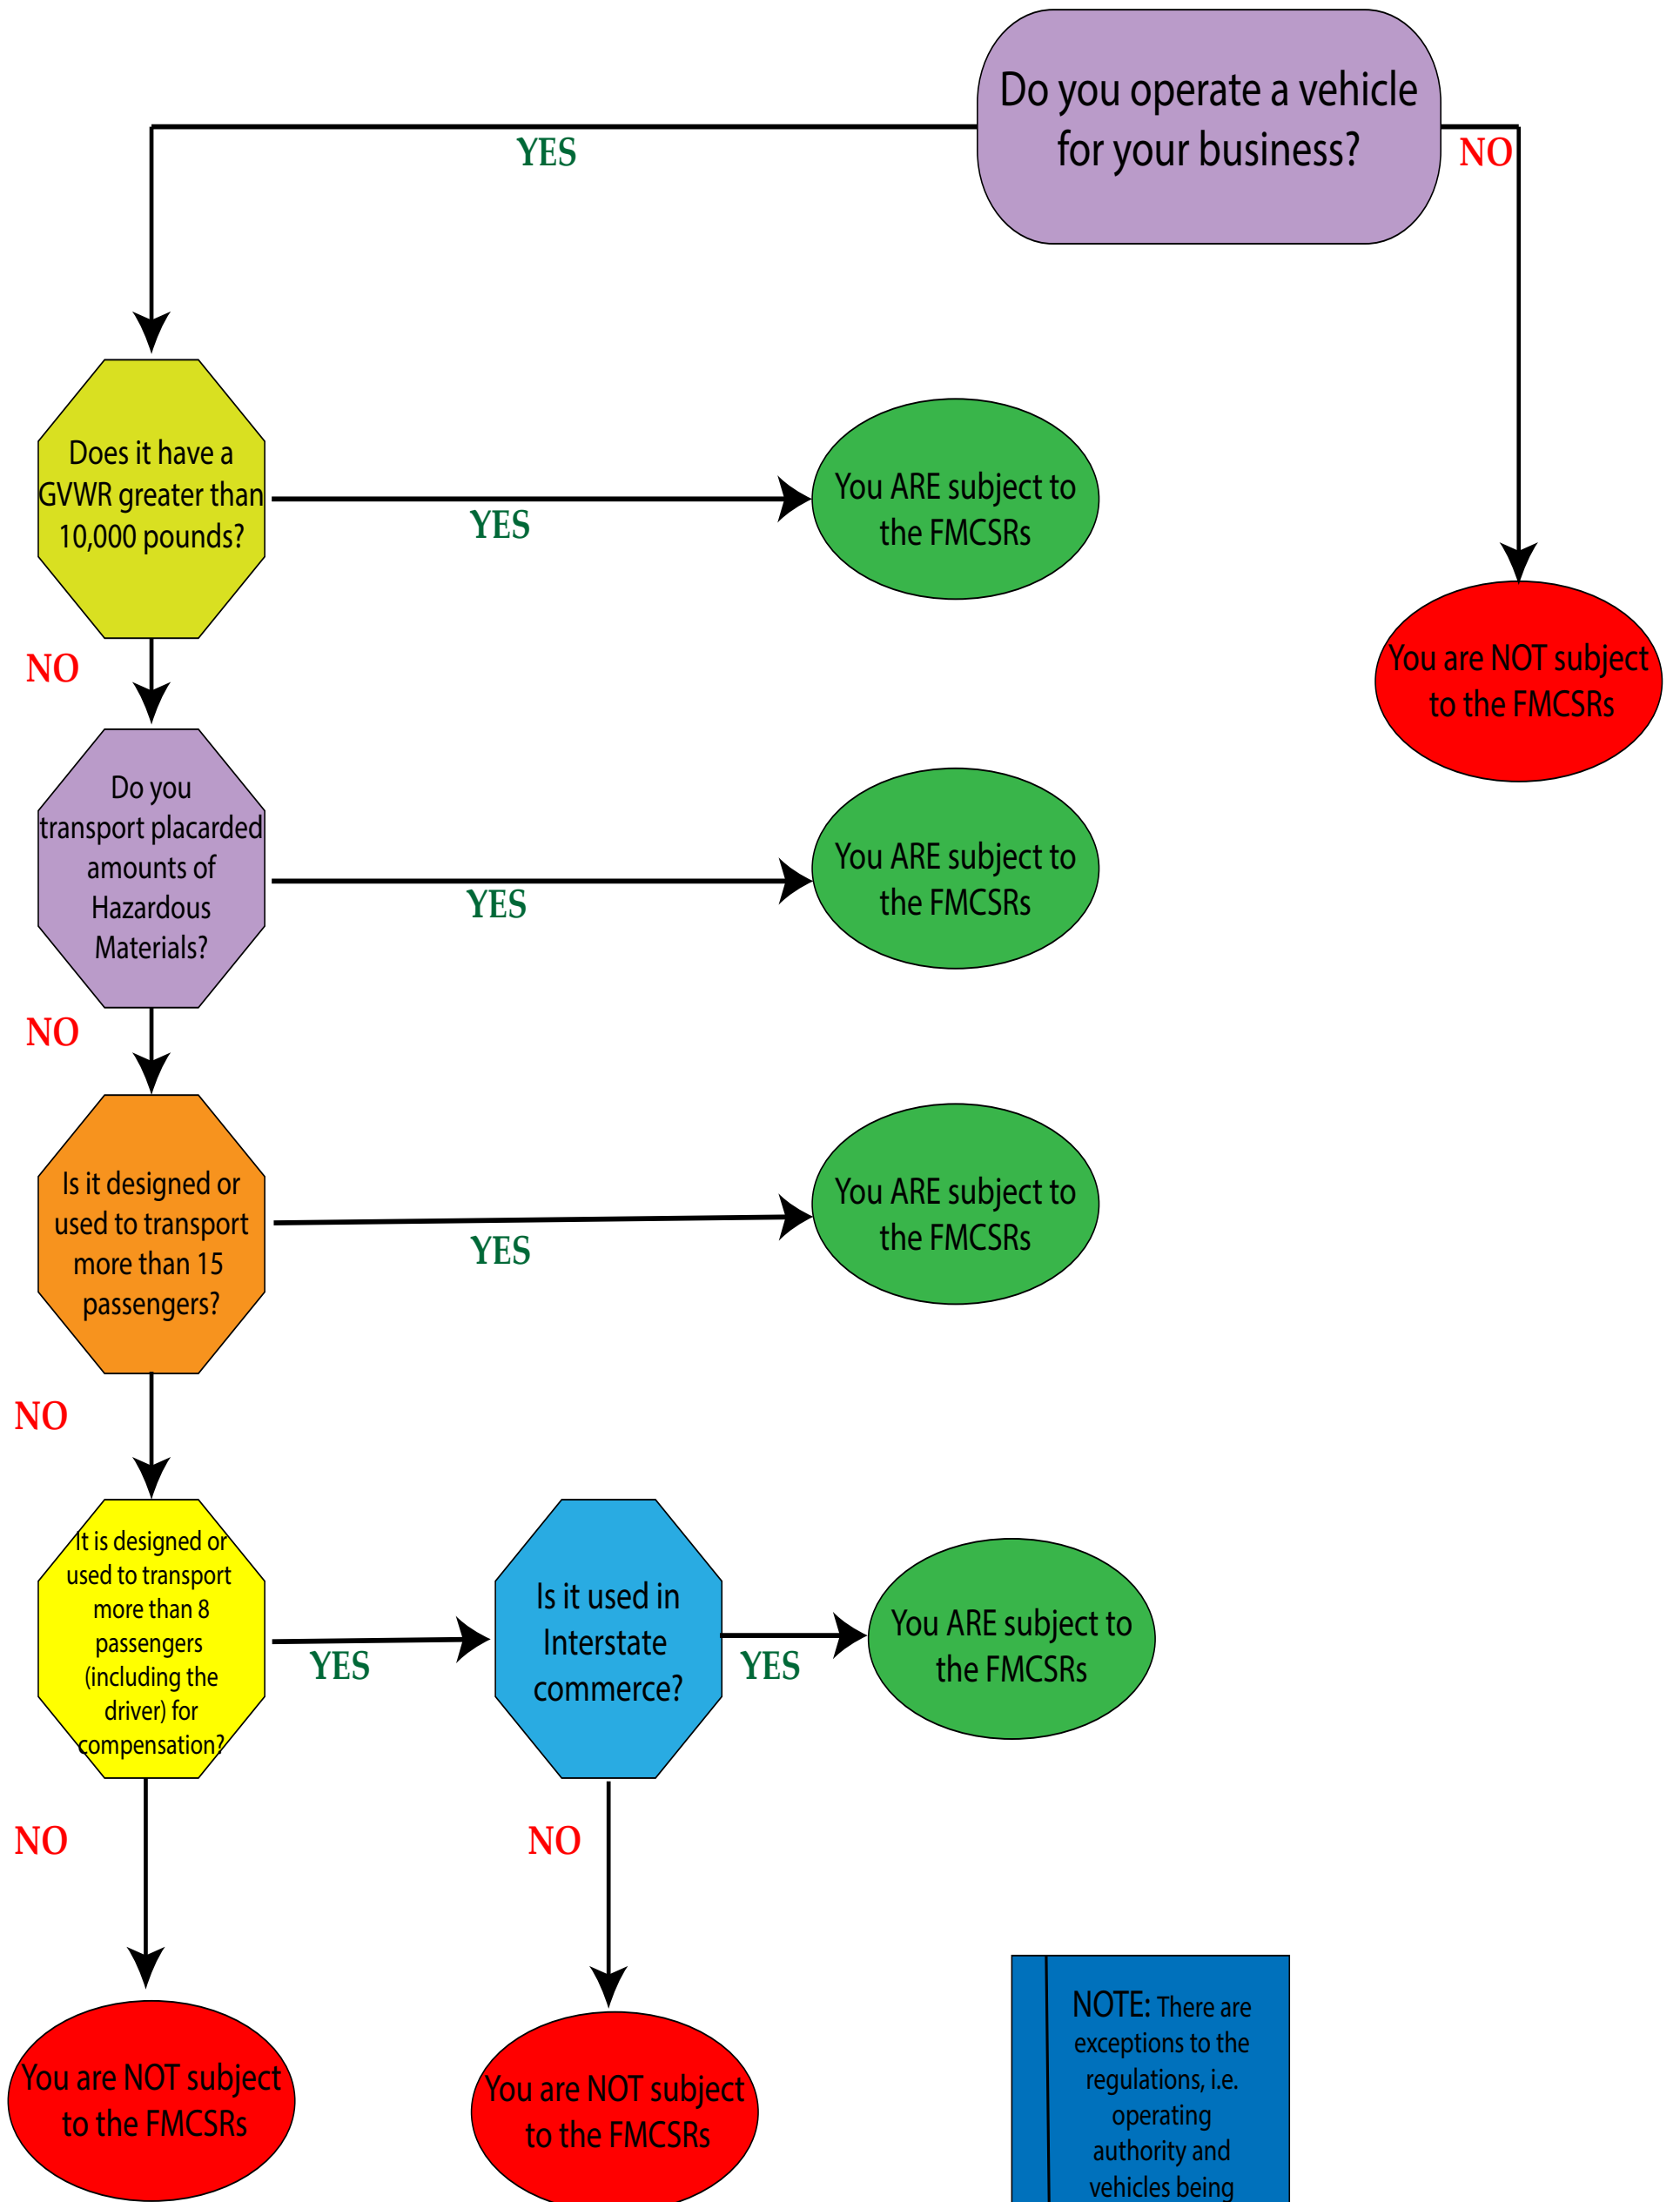 Do you operate a vehicle
for your business?
YES
NO
Does it have a
GVWR greater than
10,000 pounds?
YES
You ARE subject to
the FMCSRs
NO
You are NOT subject
to the FMCSRs
Do you
transport placarded
amounts of
Hazardous
Materials?
YES
You ARE subject to
the FMCSRs
NO
Is it designed or
used to transport
more than 15
passengers?
YES
You ARE subject to
the FMCSRs
NO
It is designed or
used to transport
more than 8
passengers
(including the
driver) for
compensation?
YES
Is it used in
Interstate
commerce?
YES
You ARE subject to
the FMCSRs
NO
NO
You are NOT subject
to the FMCSRs
You are NOT subject
to the FMCSRs
NOTE: There are
exceptions to the
regulations, i.e.
operating
authority and
vehicles being